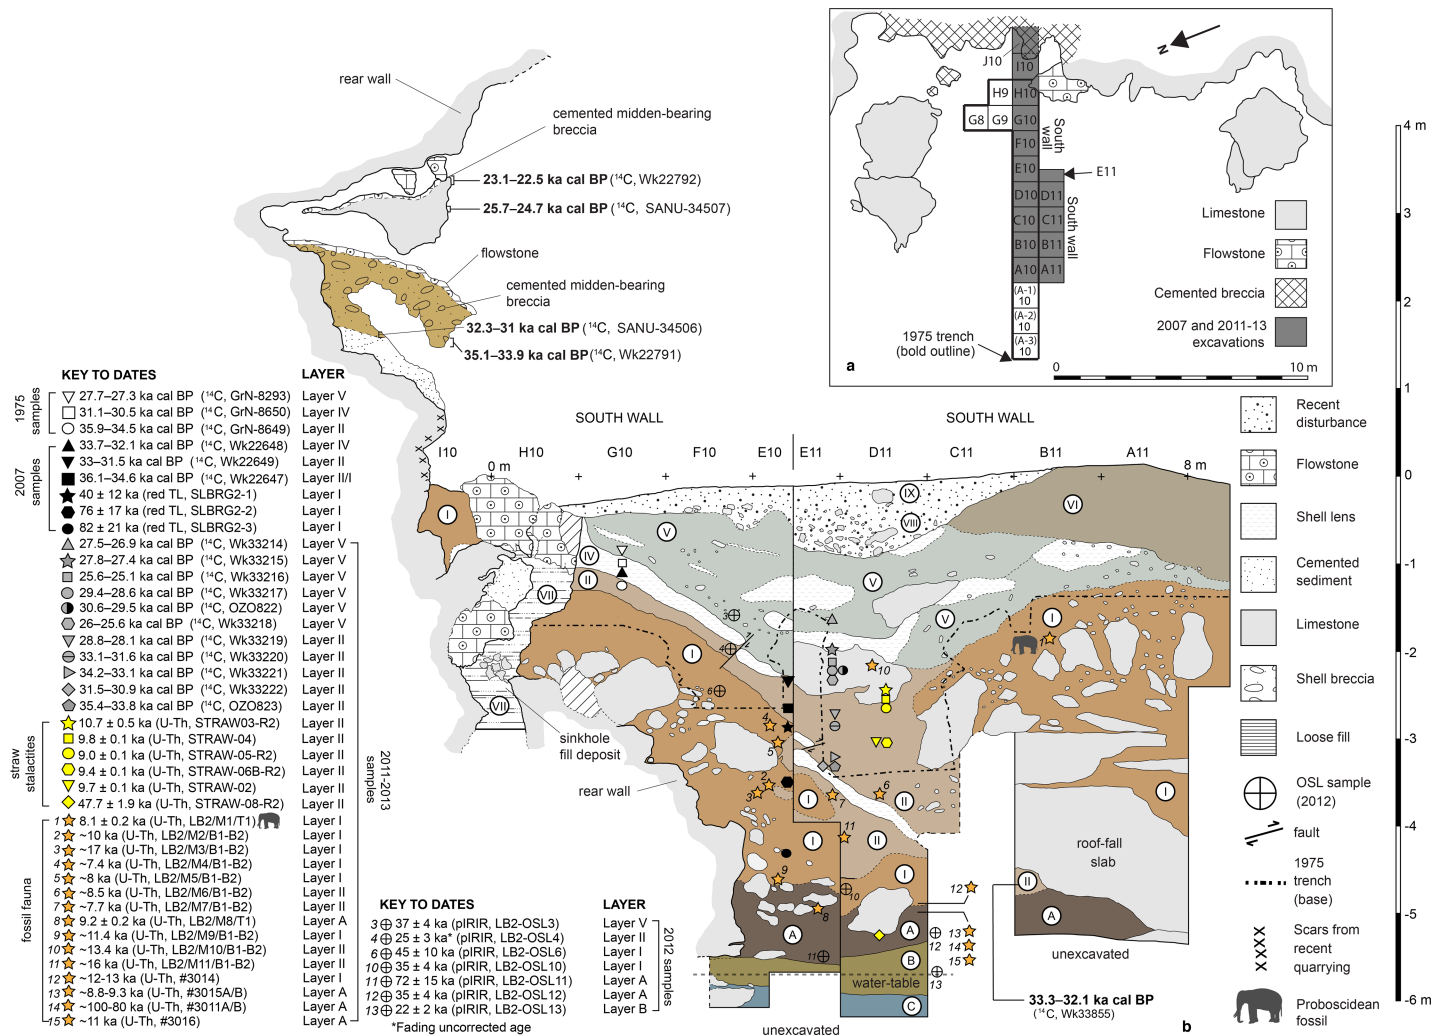 rear wall
cemented midden-bearing
breccia
23.1–22.5 ka cal BP (14C, Wk22792)
25.7–24.7 ka cal BP (14C, SANU-34507)
flowstone
cemented midden-bearing
breccia
32.3–31 ka cal BP (14C, SANU-34506)
35.1–33.9 ka cal BP (14C, Wk22791)
N
J10
I10
H9
H10
G8
G9
G10
F10
E10
D10
D11
C10
C11
B10
B11
A10
A11
(A-1)
10
(A-2)
10
(A-3)
10
South wall
E11
South wall
1975 trench
(bold outline)
a
0
10 m
Limestone
Flowstone
Cemented breccia
2007 and 2011-13
excavations
4 m
3
2
1
0
-1
-2
-3
-4
-5
-6 m
KEY TO DATES LAYER
1975 samples
27.7–27.3 ka cal BP (14C, GrN-8293) Layer V
31.1–30.5 ka cal BP (14C, GrN-8650) Layer IV
35.9–34.5 ka cal BP (14C, GrN-8649) Layer II
2007 samples
33.7–32.1 ka cal BP (14C, Wk22648) Layer IV
33–31.5 ka cal BP (14C, Wk22649) Layer II
36.1–34.6 ka cal BP (14C, Wk22647) Layer II/I
40 ± 12 ka (red TL, SLBRG2-1) Layer I
76 ± 17 ka (red TL, SLBRG2-2) Layer I
82 ± 21 ka (red TL, SLBRG2-3) Layer I
2011-2013 samples
27.5–26.9 ka cal BP (14C, Wk33214) Layer V
27.8–27.4 ka cal BP (14C, Wk33215) Layer V
25.6–25.1 ka cal BP (14C, Wk33216) Layer V
29.4–28.6 ka cal BP (14C, Wk33217) Layer V
30.6–29.5 ka cal BP (14C, OZO822) Layer V
26–25.6 ka cal BP (14C, Wk33218) Layer V
28.8–28.1 ka cal BP (14C, Wk33219) Layer II
33.1–31.6 ka cal BP (14C, Wk33220) Layer II
34.2–33.1 ka cal BP (14C, Wk33221) Layer II
31.5–30.9 ka cal BP (14C, Wk33222) Layer II
35.4–33.8 ka cal BP (14C, OZO823) Layer II
straw stalactites
10.7 ± 0.5 ka (U-Th, STRAW03-R2) Layer II
9.8 ± 0.1 ka (U-Th, STRAW-04) Layer II
9.0 ± 0.1 ka (U-Th, STRAW-05-R2) Layer II
9.4 ± 0.1 ka (U-Th, STRAW-06B-R2) Layer II
9.7 ± 0.1 ka (U-Th, STRAW-02) Layer II
47.7 ± 1.9 ka (U-Th, STRAW-08-R2) Layer II
fossil fauna
1 8.1 ± 0.2 ka (U-Th, LB2/M1/T1) Layer I
2 ~10 ka (U-Th, LB2/M2/B1-B2) Layer I
3 ~17 ka (U-Th, LB2/M3/B1-B2) Layer I
4 ~7.4 ka (U-Th, LB2/M4/B1-B2) Layer I
5 ~8 ka (U-Th, LB2/M5/B1-B2) Layer I
6 ~8.5 ka (U-Th, LB2/M6/B1-B2) Layer II
7 ~7.7 ka (U-Th, LB2/M7/B1-B2) Layer II
8 9.2 ± 0.2 ka (U-Th, LB2/M8/T1) Layer A
9 ~11.4 ka (U-Th, LB2/M9/B1-B2) Layer I
10 ~13.4 ka (U-Th, LB2/M10/B1-B2) Layer II
11 ~16 ka (U-Th, LB2/M11/B1-B2) Layer II
12 ~12-13 ka (U-Th, #3014) Layer I
13 ~8.8-9.3 ka (U-Th, #3015A/B) Layer A
14 ~100-80 ka (U-Th, #3011A/B) Layer A
15 ~11 ka (U-Th, #3016) Layer A
KEY TO DATES LAYER
3 37 ± 4 ka (pIRIR, LB2-OSL3) Layer V
4 25 ± 3 ka* (pIRIR, LB2-OSL4) Layer II
6 45 ± 10 ka (pIRIR, LB2-OSL6) Layer I
10 35 ± 4 ka (pIRIR, LB2-OSL10) Layer I
11 72 ± 15 ka (pIRIR, LB2-OSL11) Layer A
12 35 ± 4 ka (pIRIR, LB2-OSL12) Layer A
13 22 ± 2 ka (pIRIR, LB2-OSL13) Layer B
2012 samples
*Fading uncorrected age
SOUTH WALL
SOUTH WALL
I10
H10
G10
F10
E10
E11
D11
C11
B11
A11
0 m
8 m
I
IX
VIII
VI
V
IV
II
V
V
VII
I
I
VII
3
4
6
10
1
4
5
2
3
7
6
11
I
II
I
I
II
I
9
10
8
11
A
A
B
C
12
13
12
13
14
15
water-table
sinkhole
fill deposit
rear wall
roof-fall
slab
II
A
unexcavated
unexcavated
33.3–32.1 ka cal BP
(14C, Wk33855)
b
Recent
disturbance
Flowstone
Shell lens
Cemented
sediment
Limestone
Shell breccia
Loose fill
OSL sample
(2012)
fault
1975
trench
(base)
XXXX
Scars from
recent
quarrying
Proboscidean
fossil